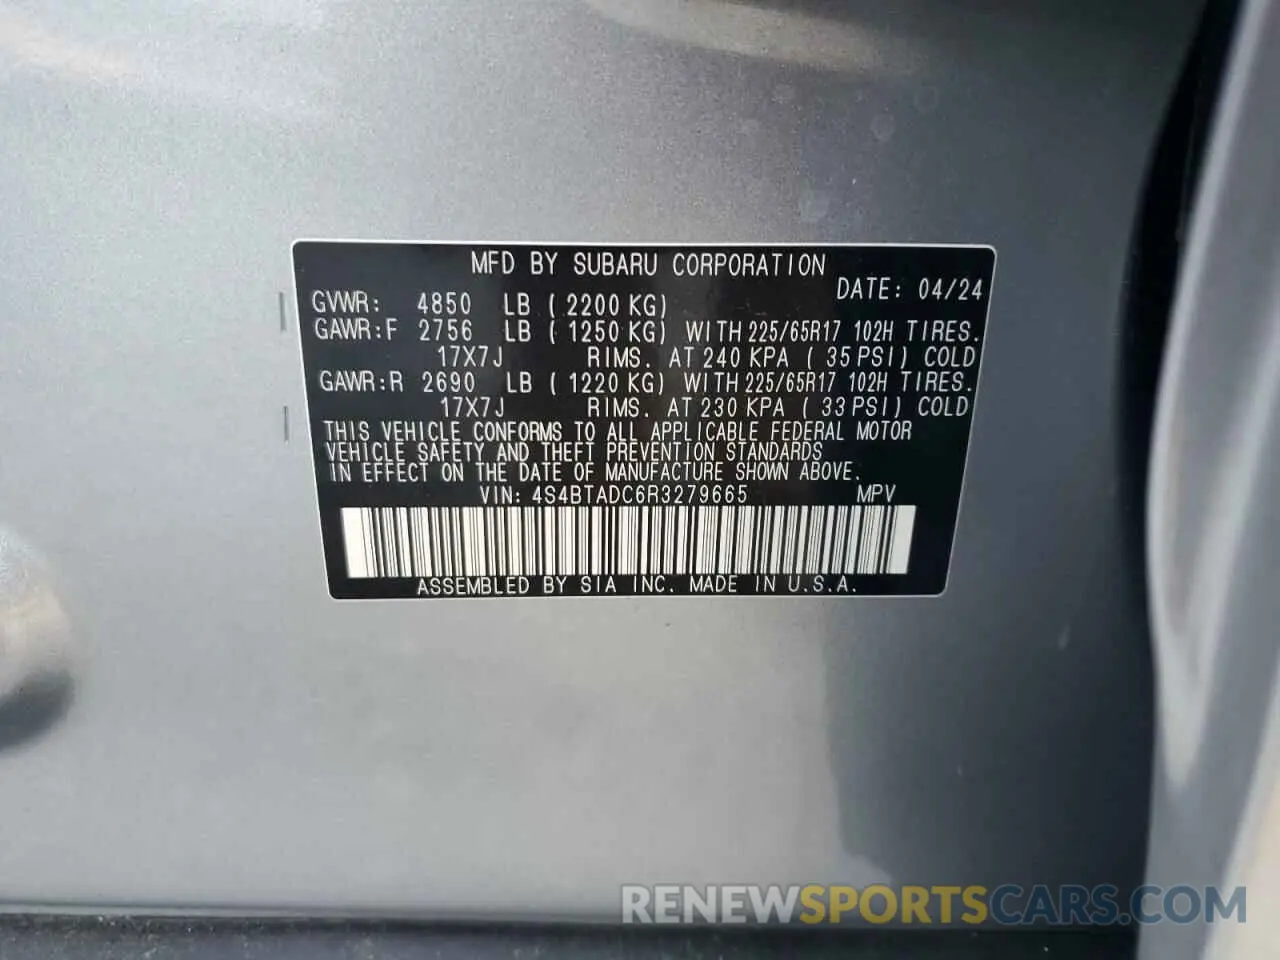 MFD BY SUBARU CORPORATION
DATE: 04/24
GVWR: 4850 LB ( 2200 KG)
GAWR:F 2756 LB ( 1250 KG) WITH 225/65R17 102H TIRES.
17X7J RIMS. AT 240 KPA ( 35 PSI) COLD
GAWR:R 2690 LB ( 1220 KG) WITH 225/65R17 102H TIRES.
17X7J RIMS. AT 230 KPA ( 33 PSI) COLD
THIS VEHICLE CONFORMS TO ALL APPLICABLE FEDERAL MOTOR
VEHICLE SAFETY AND THEFT PREVENTION STANDARDS
IN EFFECT ON THE DATE OF MANUFACTURE SHOWN ABOVE.
VIN: 4S4BTADC6R3279665 MPV
ASSEMBLED BY SIA INC. MADE IN U.S.A.
RENEWSPORTSCARS.COM